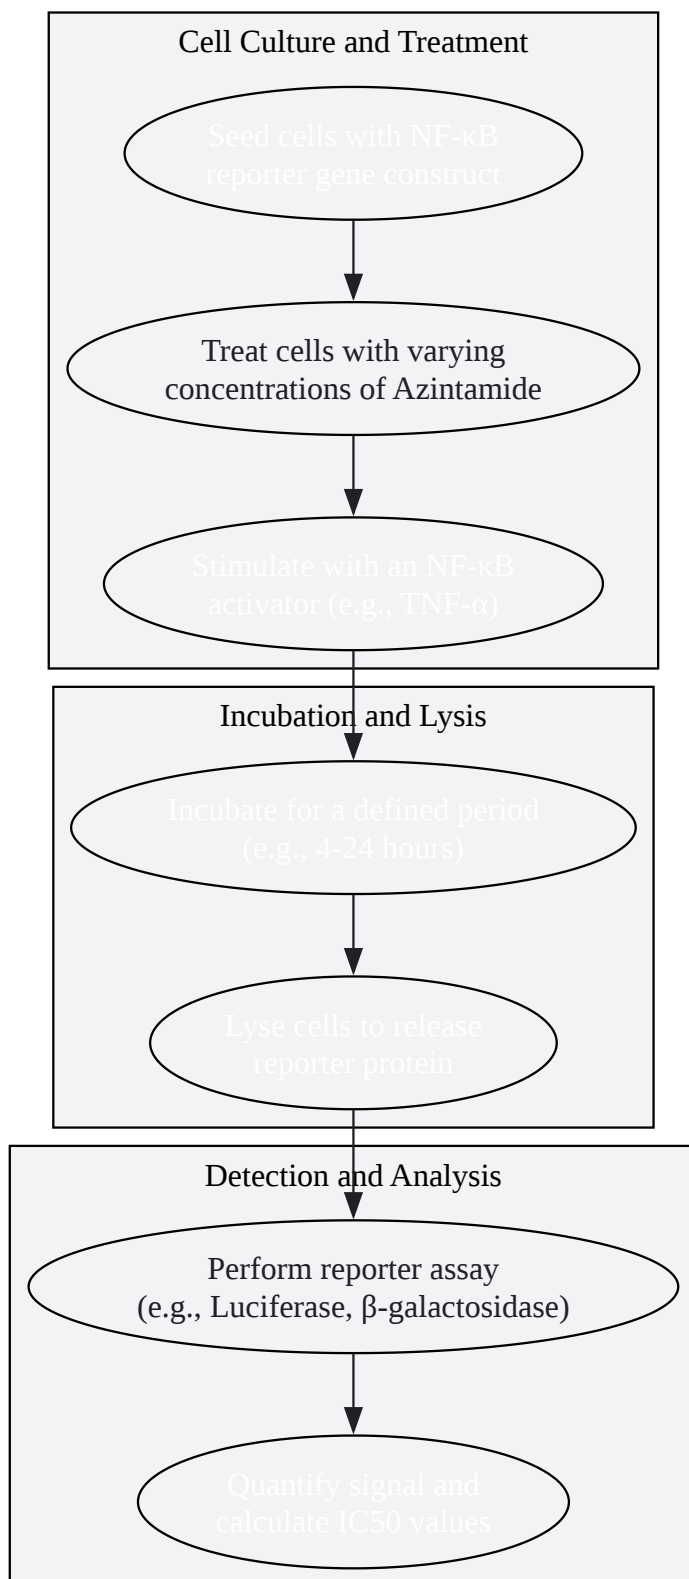 Cell Culture and Treatment
Seed cells with NF-κB
reporter gene construct
Treat cells with varying
concentrations of Azintamide
Stimulate with an NF-κB
activator (e.g., TNF-α)
Incubation and Lysis
Incubate for a defined period
(e.g., 4-24 hours)
Lyse cells to release
reporter protein
Detection and Analysis
Perform reporter assay
(e.g., Luciferase, β-galactosidase)
Quantify signal and
calculate IC50 values